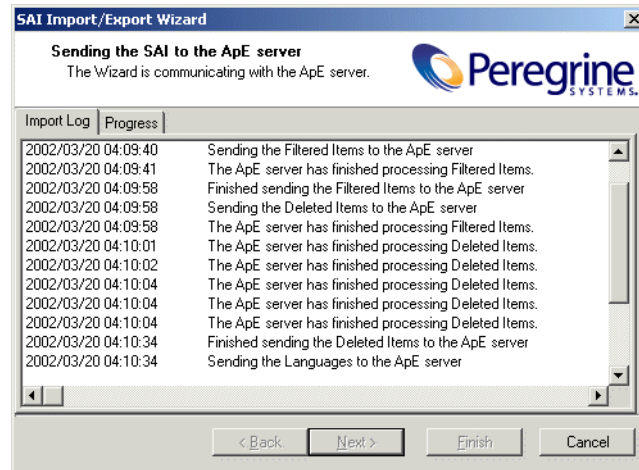 SAI Import/Export Wizard
Sending the SAI to the ApE server
The Wizard is communicating with the ApE server.
Peregrine
SYSTEMS
Import Log
Progress
2002/03/20 04:09:40 Sending the Filtered Items to the ApE server
2002/03/20 04:09:41 The ApE server has finished processing Filtered Items.
2002/03/20 04:09:58 Finished sending the Filtered Items to the ApE server
2002/03/20 04:09:58 Sending the Deleted Items to the ApE server
2002/03/20 04:09:58 The ApE server has finished processing Filtered Items.
2002/03/20 04:10:01 The ApE server has finished processing Deleted Items.
2002/03/20 04:10:02 The ApE server has finished processing Deleted Items.
2002/03/20 04:10:04 The ApE server has finished processing Deleted Items.
2002/03/20 04:10:04 The ApE server has finished processing Deleted Items.
2002/03/20 04:10:04 The ApE server has finished processing Deleted Items.
2002/03/20 04:10:34 Finished sending the Deleted Items to the ApE server
2002/03/20 04:10:34 Sending the Languages to the ApE server
< Back Next > Finish Cancel